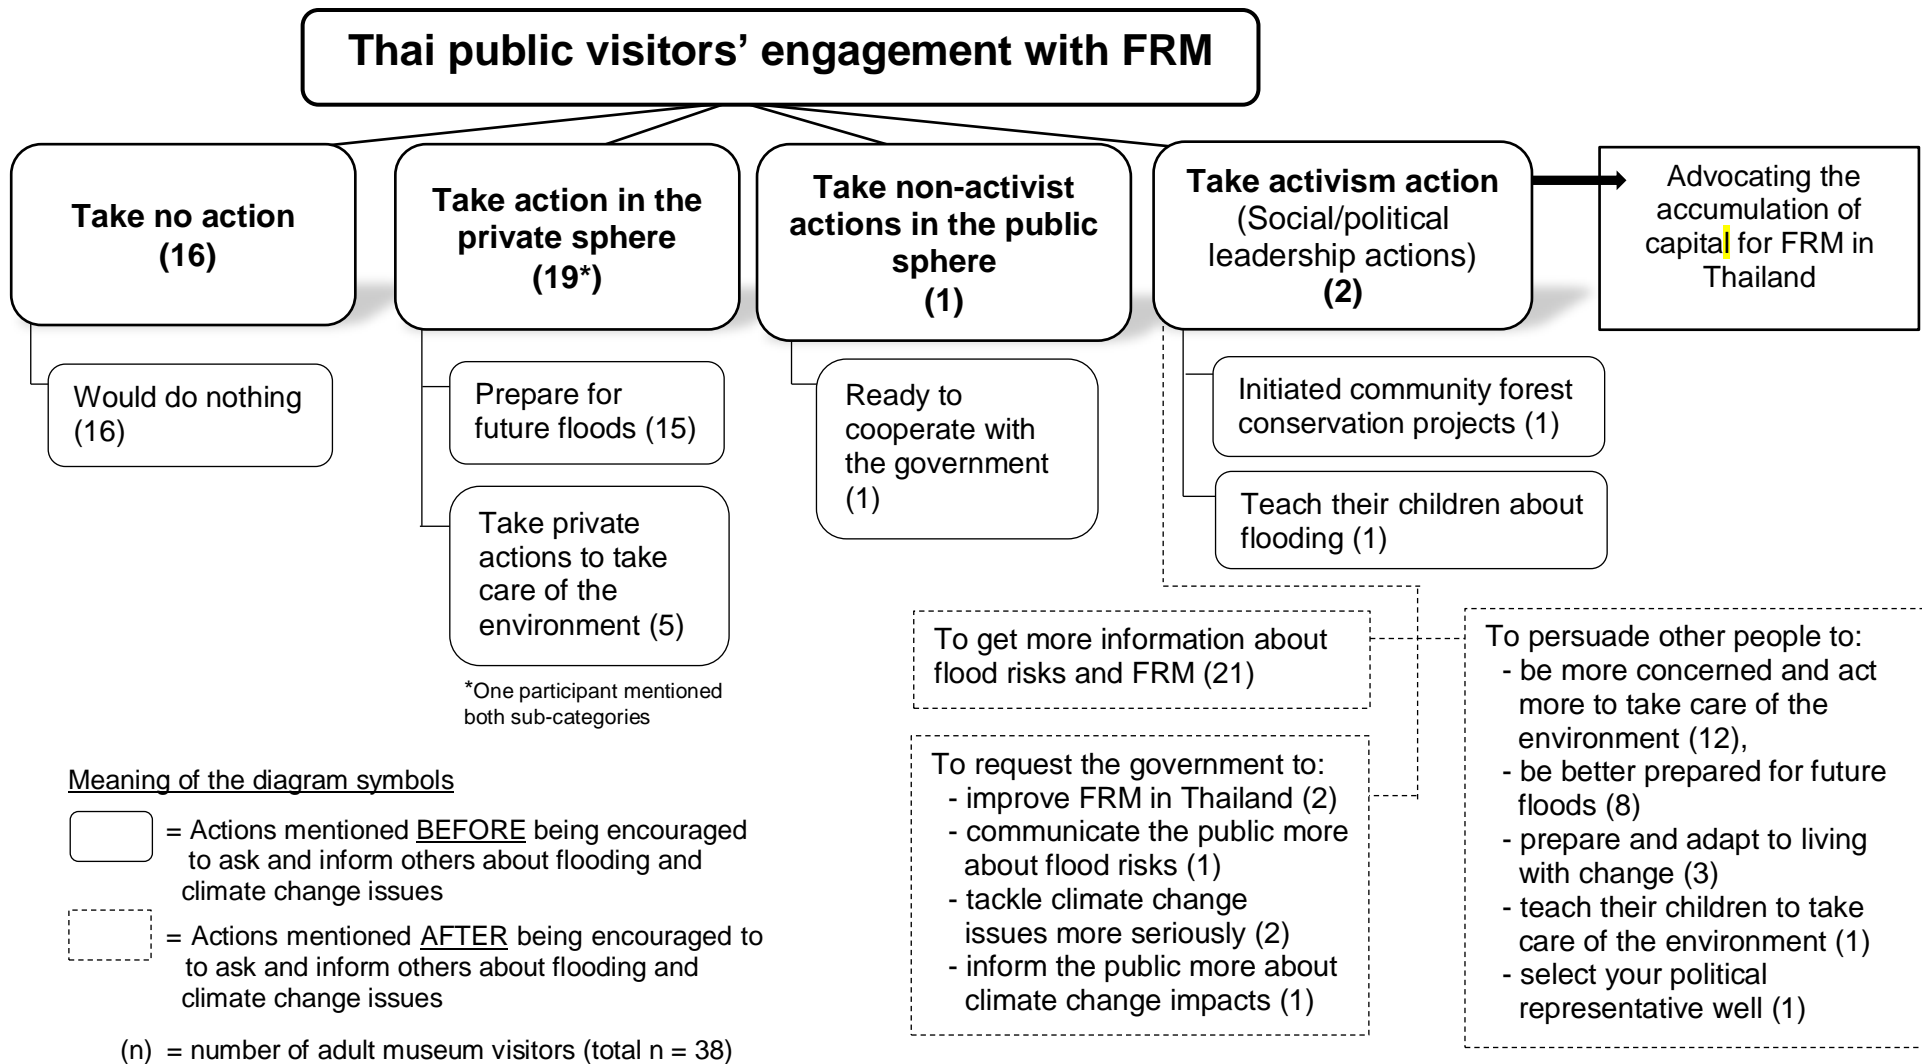 Thai public visitors’ engagement with FRM
Take no action
(16)
Take action in the
private sphere
(19*)
Take non-activist
actions in the public
sphere
(1)
Take activism action
(Social/political
leadership actions)
(2)
Advocating the
accumulation of
capital for FRM in
Thailand
Would do nothing
(16)
Prepare for
future floods (15)
Take private
actions to take
care of the
environment (5)
*One participant mentioned
both sub-categories
Ready to
cooperate with
the government
(1)
Initiated community forest
conservation projects (1)
Teach their children about
flooding (1)
To get more information about
flood risks and FRM (21)
To request the government to:
- improve FRM in Thailand (2)
- communicate the public more
about flood risks (1)
- tackle climate change
issues more seriously (2)
- inform the public more about
climate change impacts (1)
To persuade other people to:
- be more concerned and act
more to take care of the
environment (12),
- be better prepared for future
floods (8)
- prepare and adapt to living
with change (3)
- teach their children to take
care of the environment (1)
- select your political
representative well (1)
Meaning of the diagram symbols
= Actions mentioned BEFORE being encouraged
to ask and inform others about flooding and
climate change issues
= Actions mentioned AFTER being encouraged to
to ask and inform others about flooding and
climate change issues
(n) = number of adult museum visitors (total n = 38)